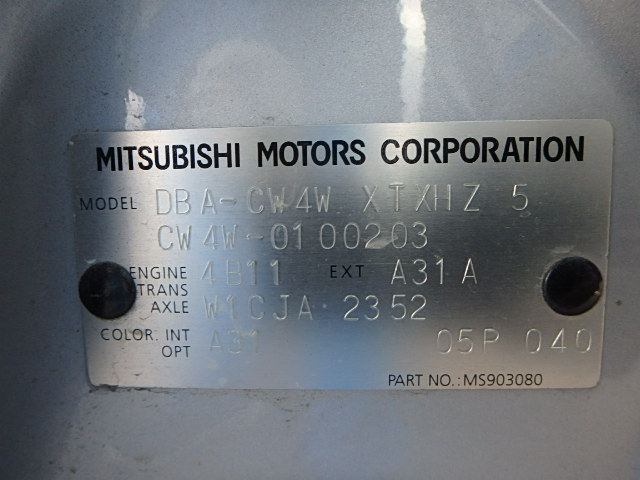 MITSUBISHI MOTORS CORPORATION
MODEL DBA-CW4W XTXHZ 5
CW4W-0100203
ENGINE 4B11 EXT A31A
TRANS
AXLE W1CJA 2352
COLOR. INT
OPT 05P 040
PART NO.:MS903080